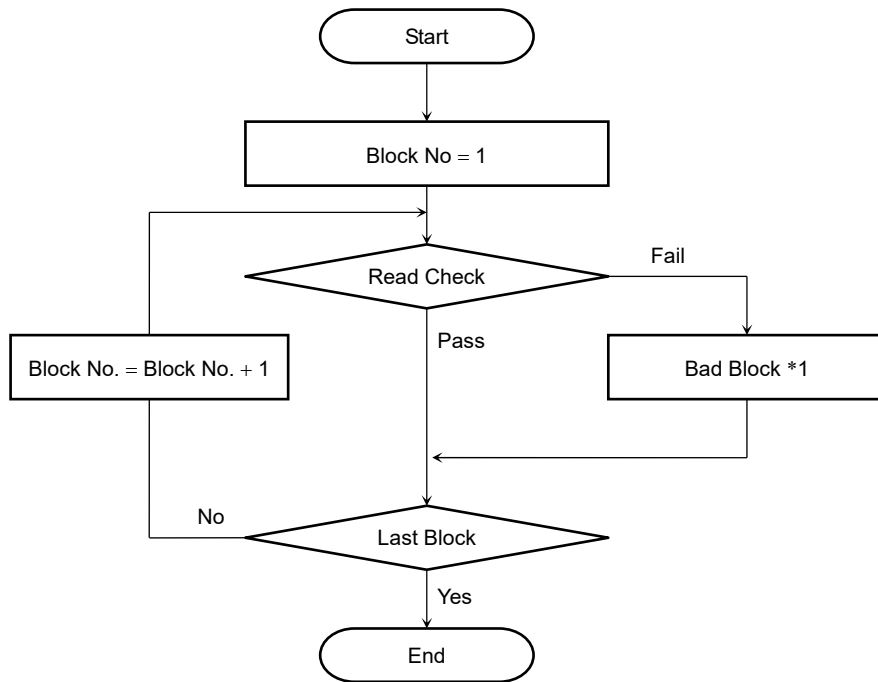 Start
Block No = 1
Read Check
Fail
Pass
Block No. = Block No. + 1
Bad Block *1
No
Last Block
Yes
End